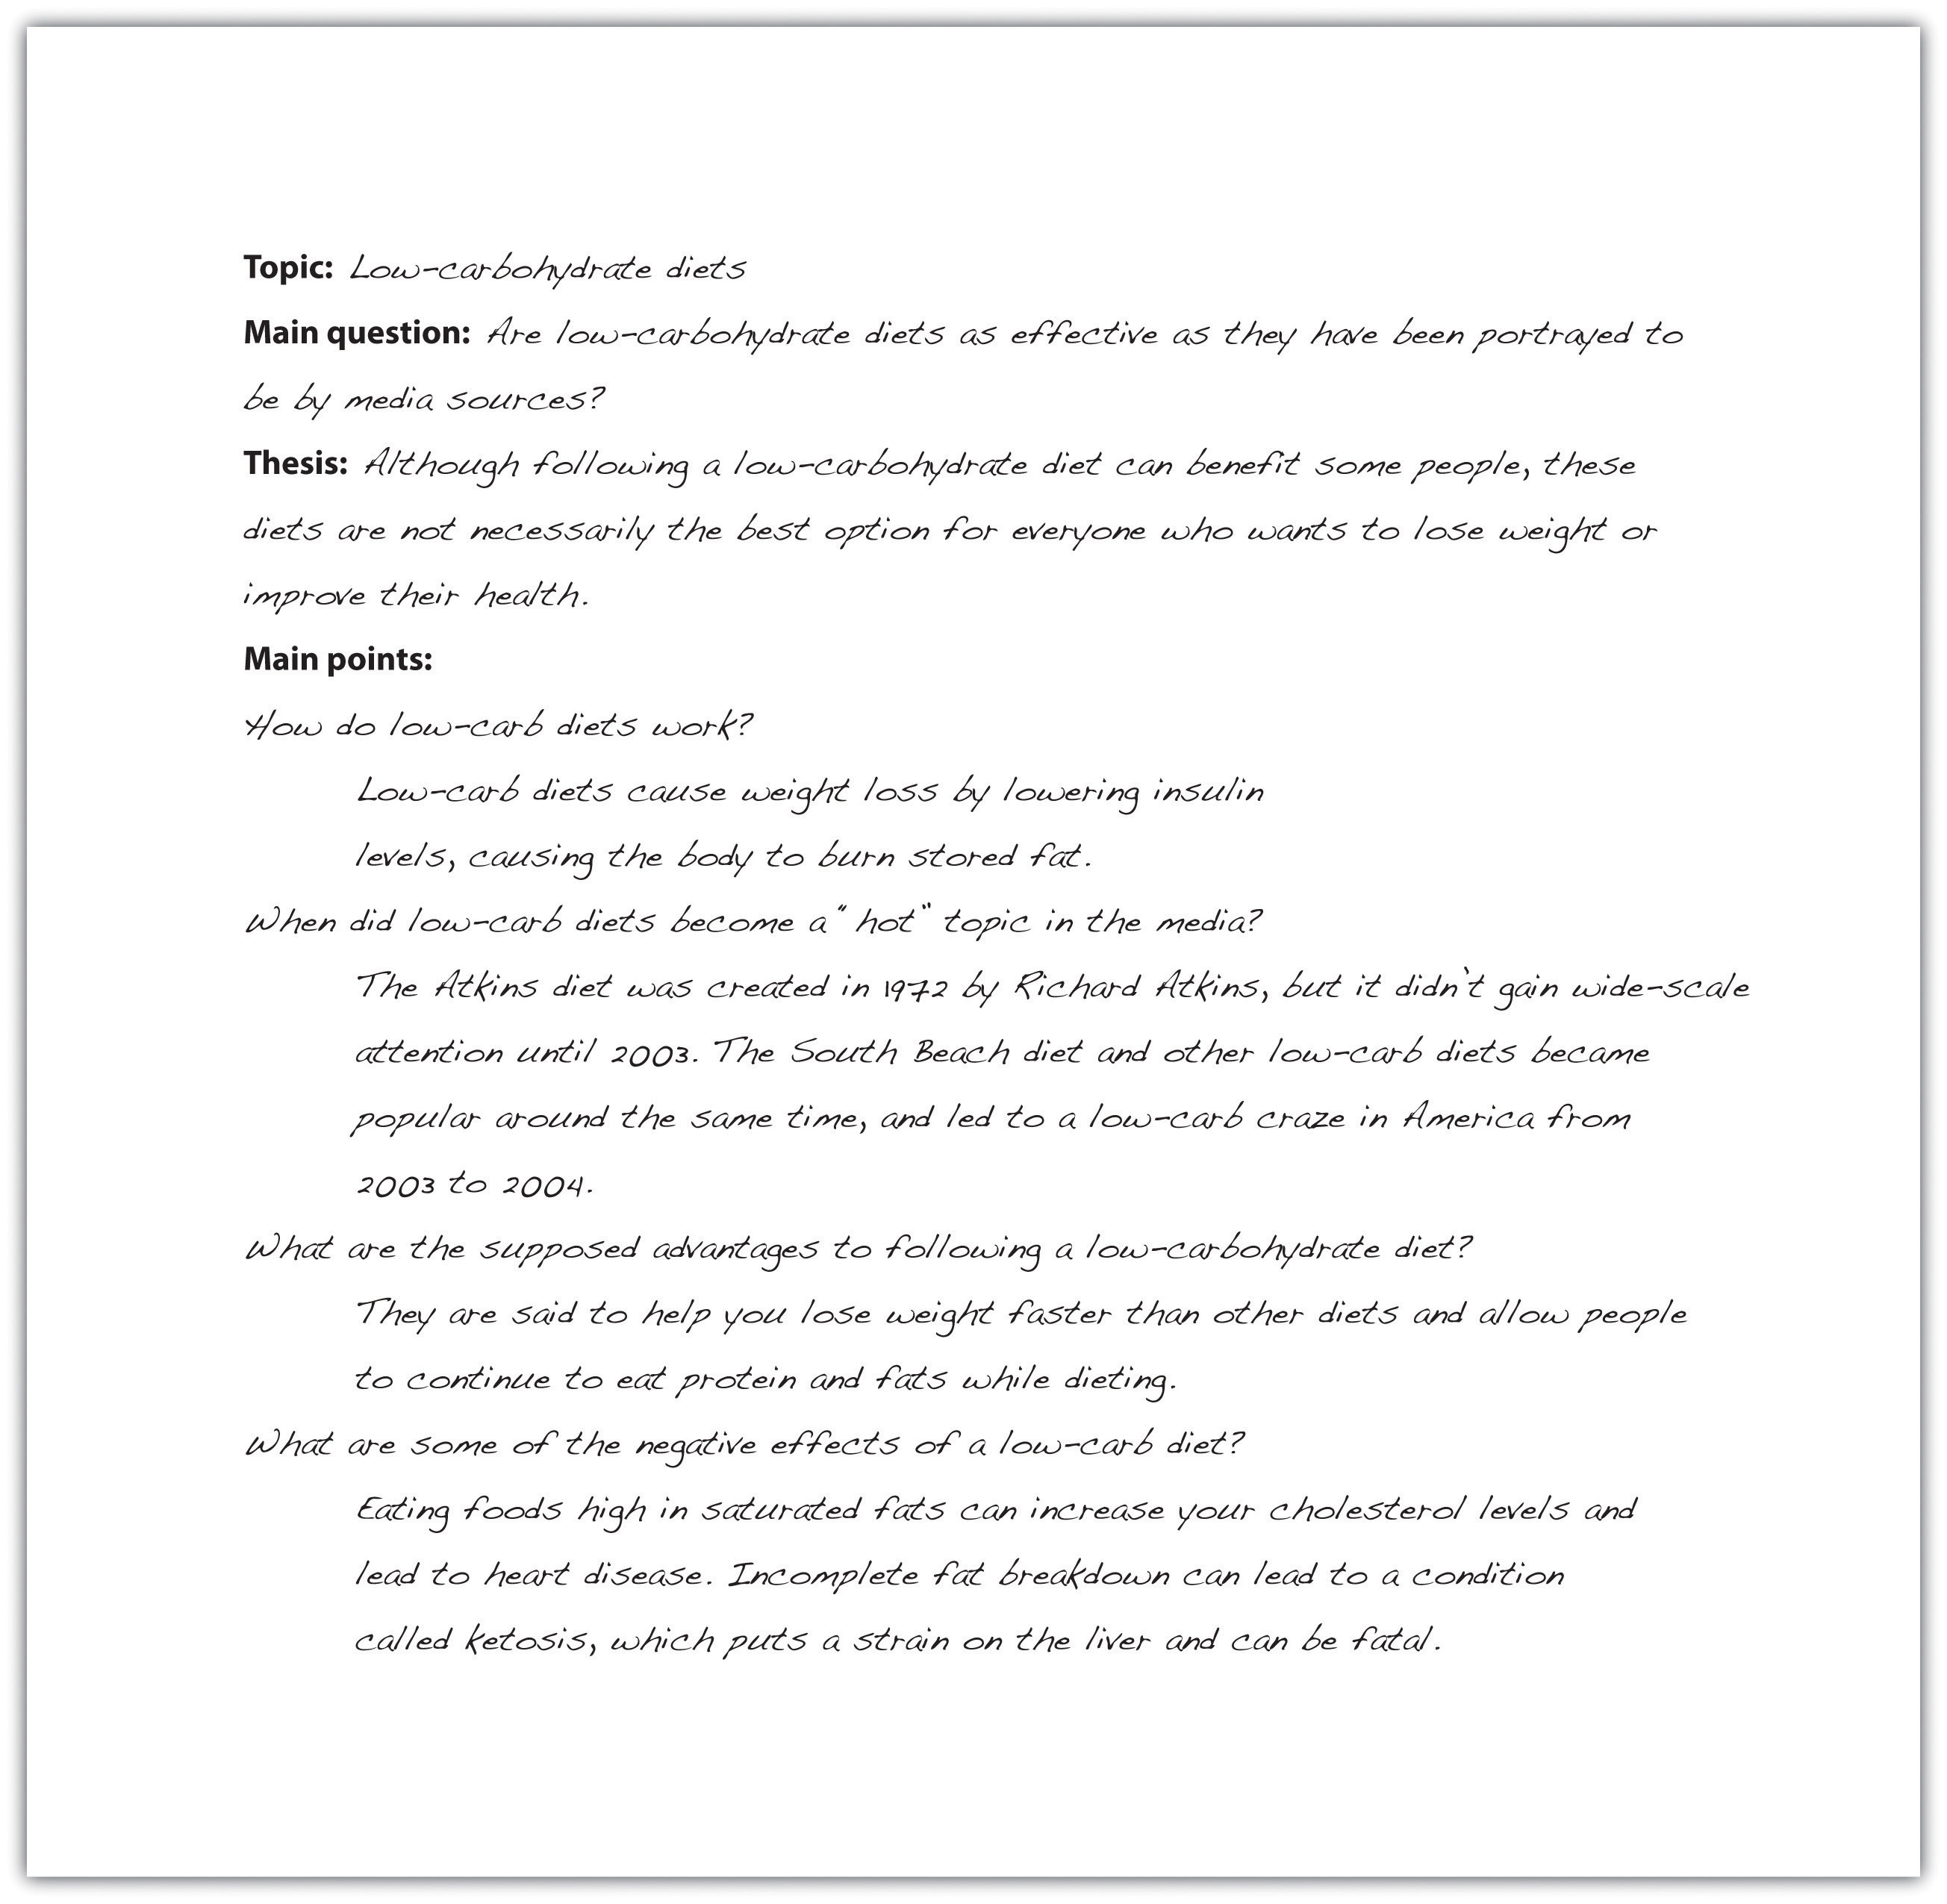 Topic: Low-carbohydrate diets
Main question: Are low-carbohydrate diets as effective as they have been portrayed to
be by media sources?
Thesis: Although following a low-carbohydrate diet can benefit some people, these
diets are not necessarily the best option for everyone who wants to lose weight or
improve their health.
Main points:
How do low-carb diets work?
Low-carb diets cause weight loss by lowering insulin
levels, causing the body to burn stored fat.
When did low-carb diets become a "hot" topic in the media?
The Atkins diet was created in 1972 by Richard Atkins, but it didn't gain wide-scale
attention until 2003. The South Beach diet and other low-carb diets became
popular around the same time, and led to a low-carb craze in America from
2003 to 2004.
What are the supposed advantages to following a low-carbohydrate diet?
They are said to help you lose weight faster than other diets and allow people
to continue to eat protein and fats while dieting.
What are some of the negative effects of a low-carb diet?
Eating foods high in saturated fats can increase your cholesterol levels and
lead to heart disease. Incomplete fat breakdown can lead to a condition
called ketosis, which puts a strain on the liver and can be fatal.